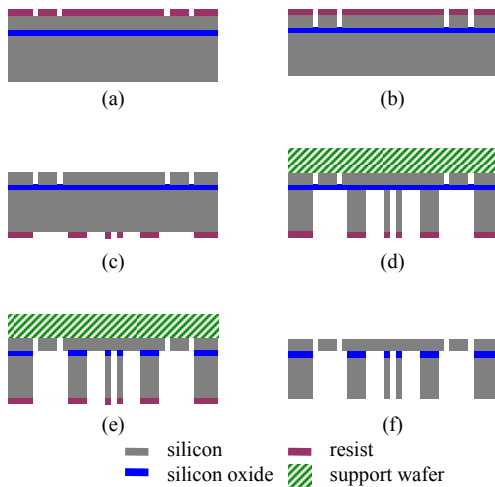 (a)
(b)
(c)
(d)
(e)
(f)
silicon
resist
silicon oxide
support wafer